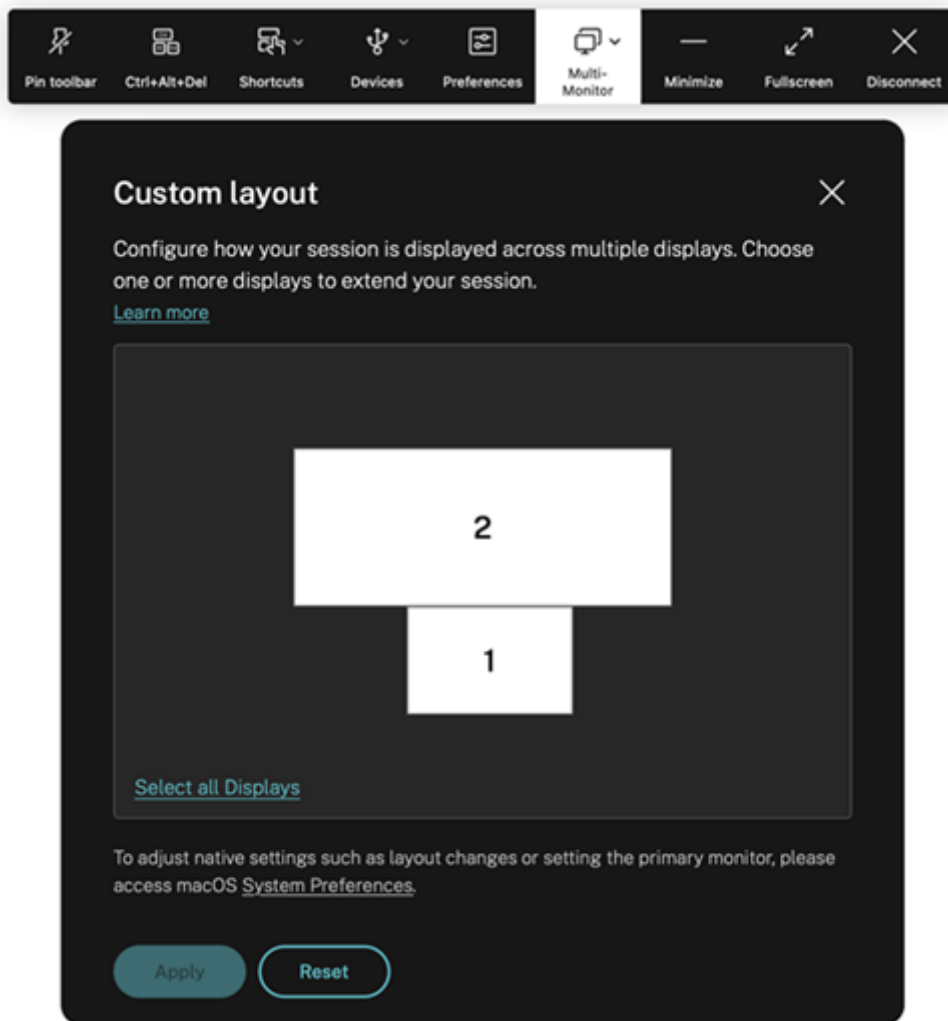 Pin toolbar Ctrl+Alt+Del Shortcuts Devices Preferences Multi-
Monitor Minimize Fullscreen Disconnect
Custom layout
Configure how your session is displayed across multiple displays. Choose
one or more displays to extend your session.
Learn more
2
1
Select all Displays
To adjust native settings such as layout changes or setting the primary monitor, please
access macOS System Preferences.
Apply Reset